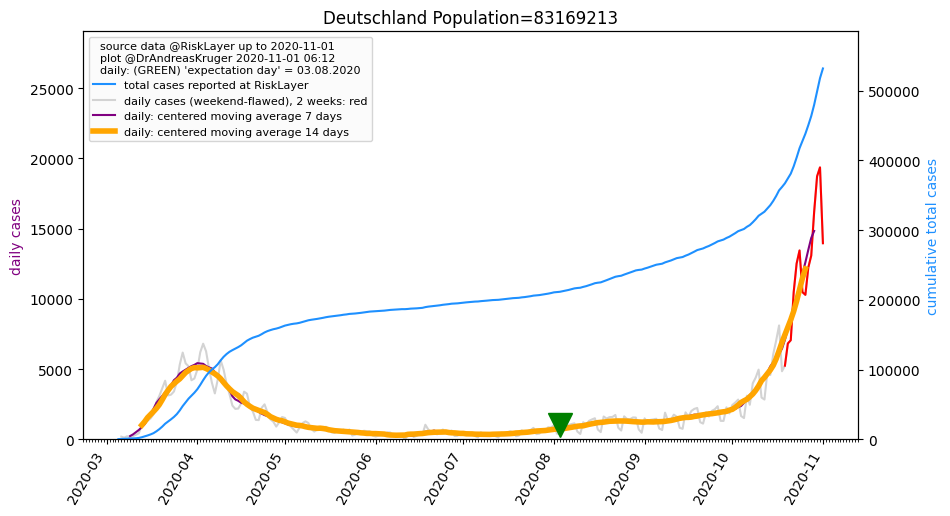 Deutschland Population=83169213
source data @RiskLayer up to 2020-11-01
plot @DrAndreasKruger 2020-11-01 06:12
daily: (GREEN) 'expectation day' = 03.08.2020
total cases reported at RiskLayer
daily cases (weekend-flawed), 2 weeks: red
daily: centered moving average 7 days
daily: centered moving average 14 days
daily cases
25000
20000
15000
10000
5000
0
500000
400000
300000
200000
100000
0
cumulative total cases
2020-03
2020-04
2020-05
2020-06
2020-07
2020-08
2020-09
2020-10
2020-11